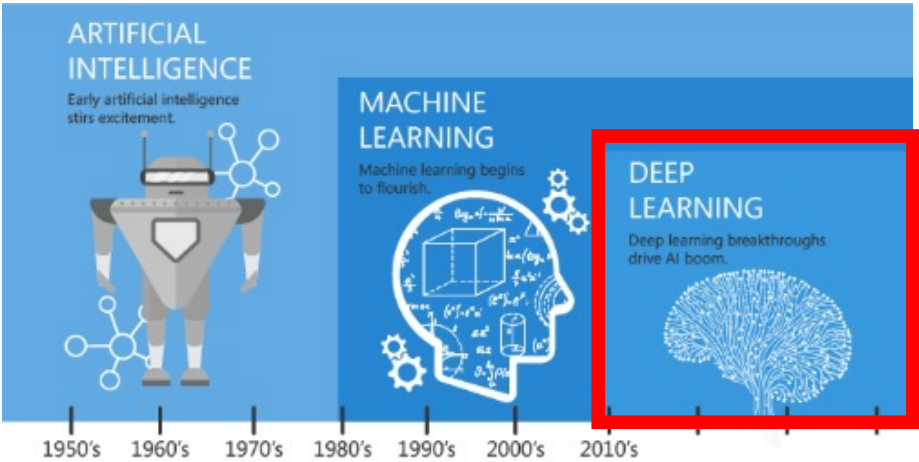 ARTIFICIAL
INTELLIGENCE
Early artificial intelligence
stirs excitement.
MACHINE
LEARNING
Machine learning begins
to flourish.
DEEP
LEARNING
Deep learning breakthroughs
drive AI boom.
1950's 1960's 1970's 1980's 1990's 2000's 2010's